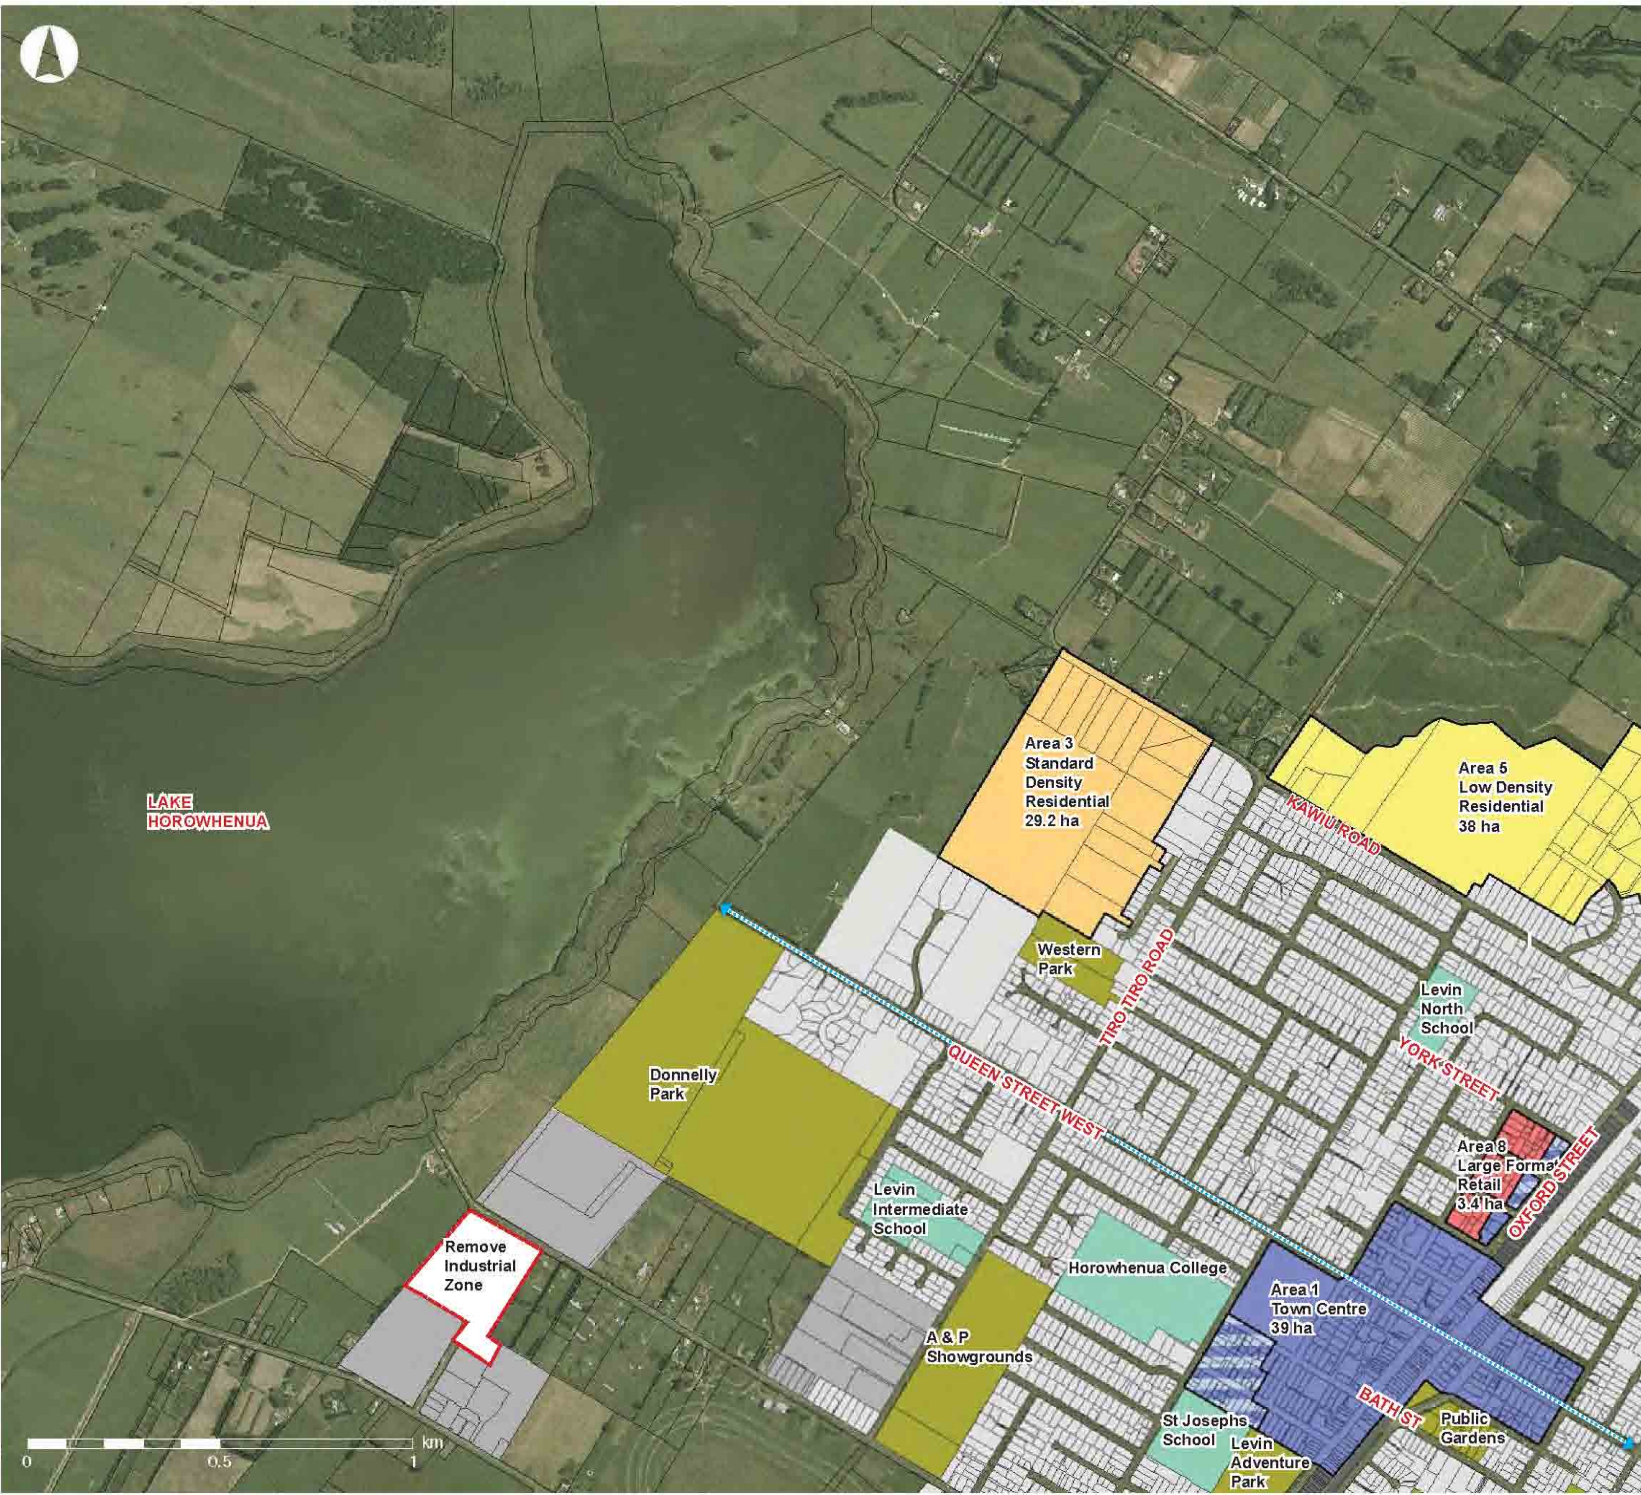 Area 3
Standard
Density
Residential
29.2 ha
Area 5
Low Density
Residential
38 ha
LAKE
HOROWHENUA
KAWIU ROAD
Western
Park
TIRO TIRO ROAD
Levin
North
School
YORK STREET
QUEEN STREET WEST
Donnelly
Park
Area 8
Large Format
Retail
3.4 ha
OXFORD STREET
Levin
Intermediate
School
Remove
Industrial
Zone
Horowhenua College
Area 1
Town Centre
39 ha
A & P
Showgrounds
BATH ST
St Josephs
School
Public
Gardens
Levin
Adventure
Park
km
0 0.5 1